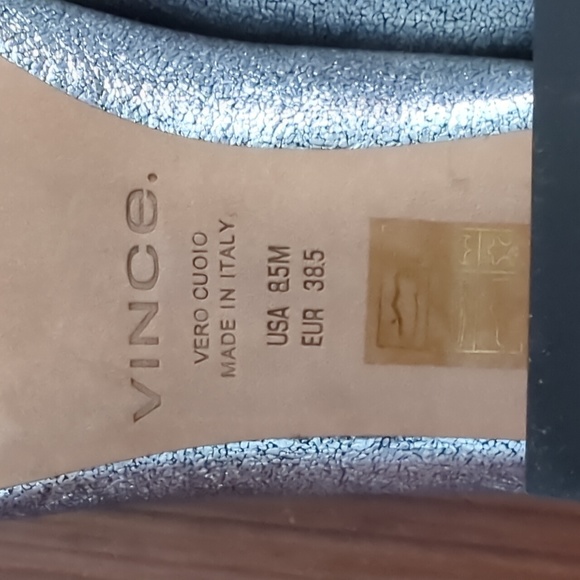 VINCE.
VERO CUOIO
MADE IN ITALY
USA 8.5M
EUR 38.5